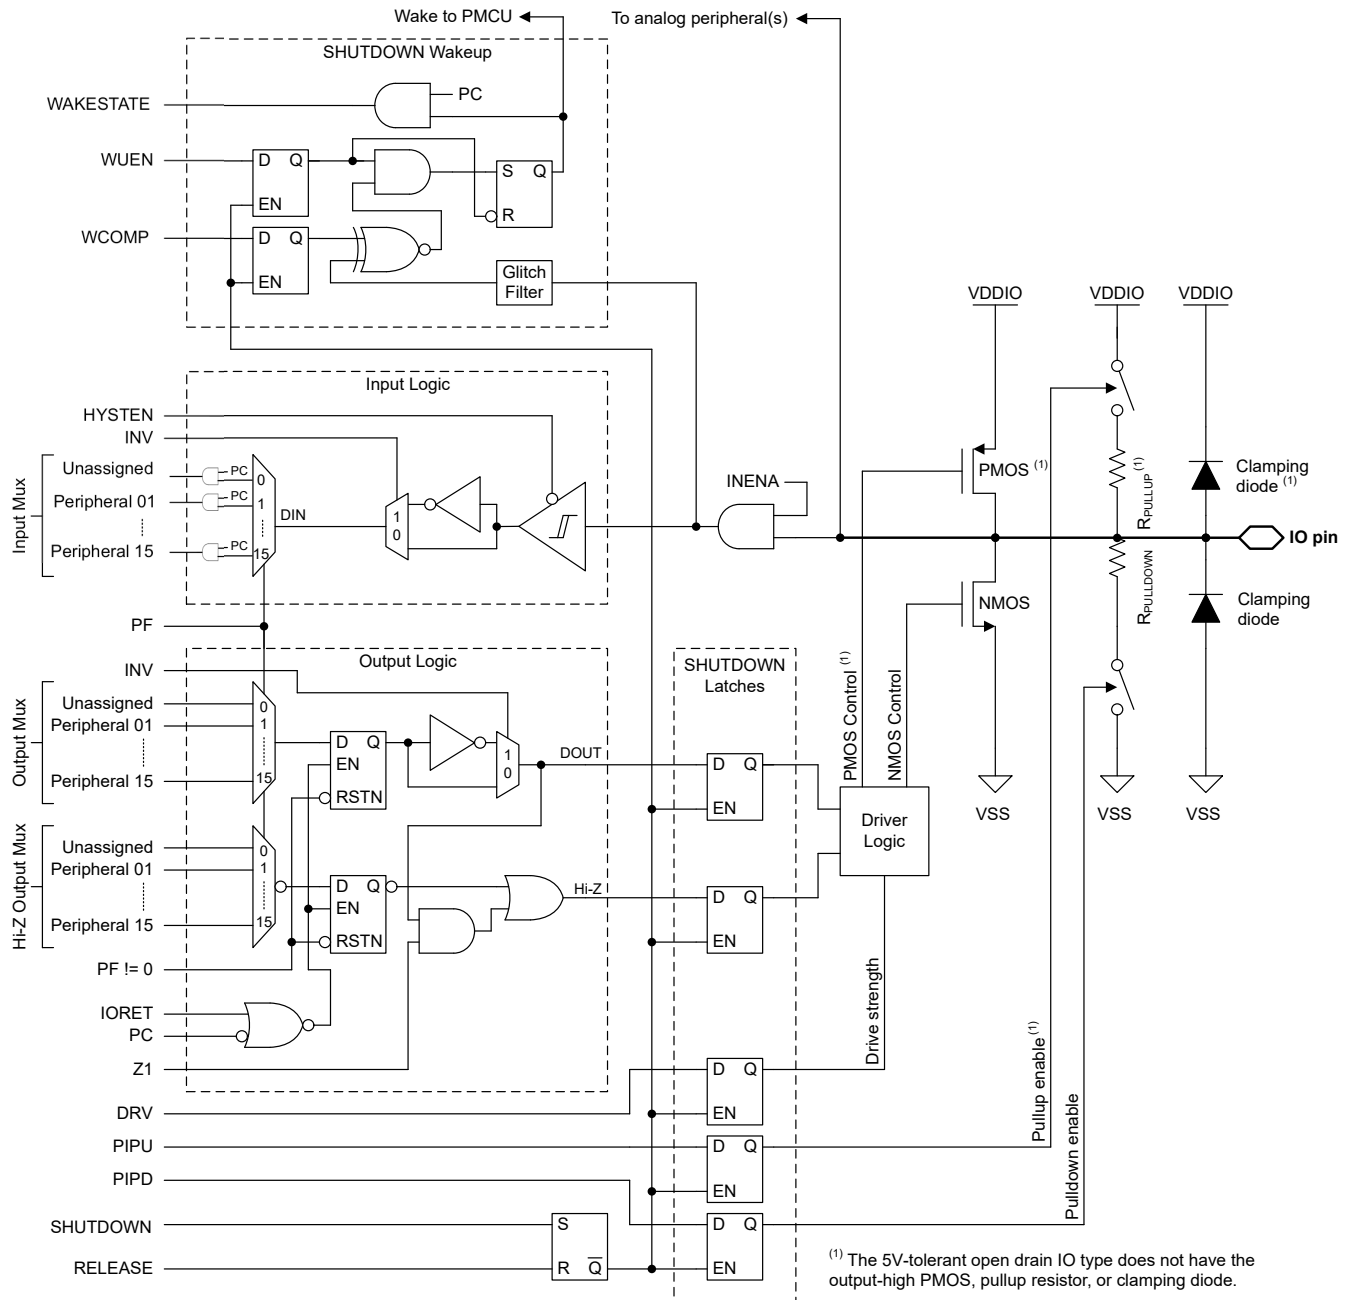 Wake to PMCU
To analog peripheral(s)
SHUTDOWN Wakeup
WAKESTATE
PC
WUEN
D Q
EN
S Q
R
WCOMP
D Q
EN
Glitch
Filter
VDDIO
VDDIO
VDDIO
Input Logic
HYSTEN
INV
Input Mux
Unassigned
PC
0
Peripheral 01
PC
1
Peripheral 15
PC
15
DIN
1
0
INENA
PMOS (1)
RPULLUP (1)
Clamping
diode (1)
IO pin
RPULLDOWN
NMOS
Clamping
diode
PF
Output Logic
INV
SHUTDOWN
Latches
PMOS Control (1)
NMOS Control
Output Mux
Unassigned
0
Peripheral 01
1
Peripheral 15
15
D Q
EN
RSTN
1
0
DOUT
D Q
EN
VSS
VSS
VSS
Driver
Logic
Hi-Z Output Mux
Unassigned
0
Peripheral 01
1
Peripheral 15
15
D Q
EN
RSTN
Hi-Z
D Q
EN
PF != 0
IORET
PC
Z1
Drive strength
D Q
EN
DRV
Pullup enable (1)
Pulldown enable
PIPU
D Q
EN
PIPD
SHUTDOWN
S
D Q
RELEASE
R Q
EN
(1) The 5V-tolerant open drain IO type does not have the
output-high PMOS, pullup resistor, or clamping diode.